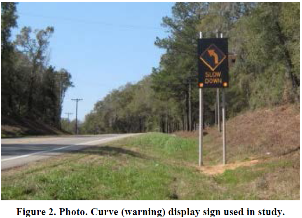 SLOW
DOWN
Figure 2. Photo. Curve (warning) display sign used in study.